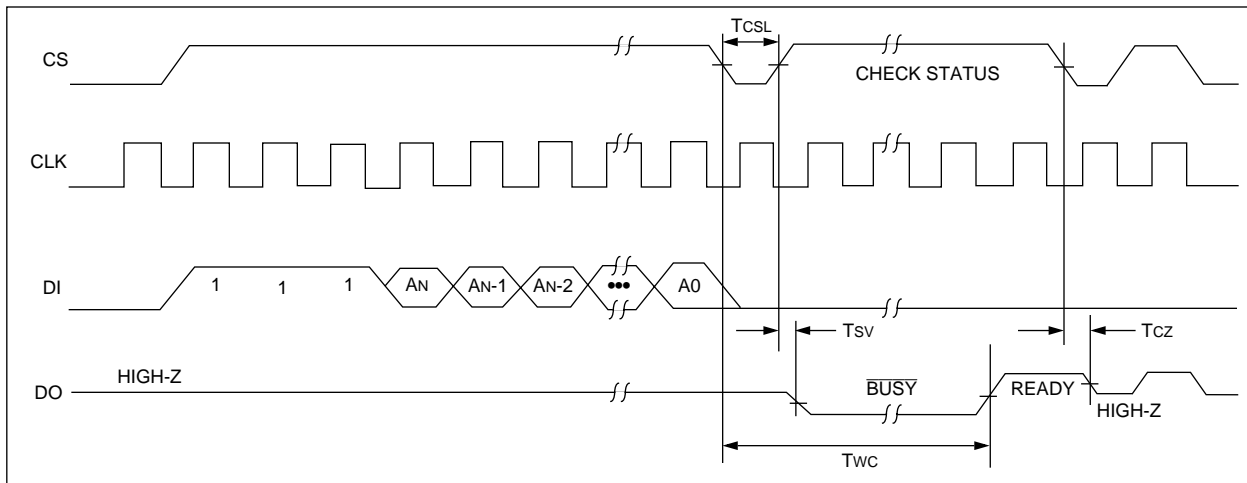 TCSL
CS
CHECK STATUS
CLK
DI
1 1 1 AN AN-1 AN-2 ••• A0
TSV
TCZ
HIGH-Z
DO
BUSY
READY
HIGH-Z
TWC